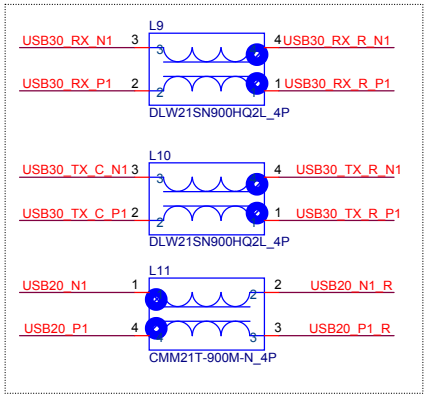 L9
USB30_RX_N1 3 3 4 USB30_RX_R_N1
USB30_RX_P1 2 2 1 USB30_RX_R_P1
DLW21SN900HQ2L_4P
L10
USB30_TX_C_N1 3 3 4 USB30_TX_R_N1
USB30_TX_C_P1 2 2 1 USB30_TX_R_P1
DLW21SN900HQ2L_4P
L11
USB20_N1 1 2 2 USB20_N1_R
USB20_P1 4 3 3 USB20_P1_R
CMM21T-900M-N_4P